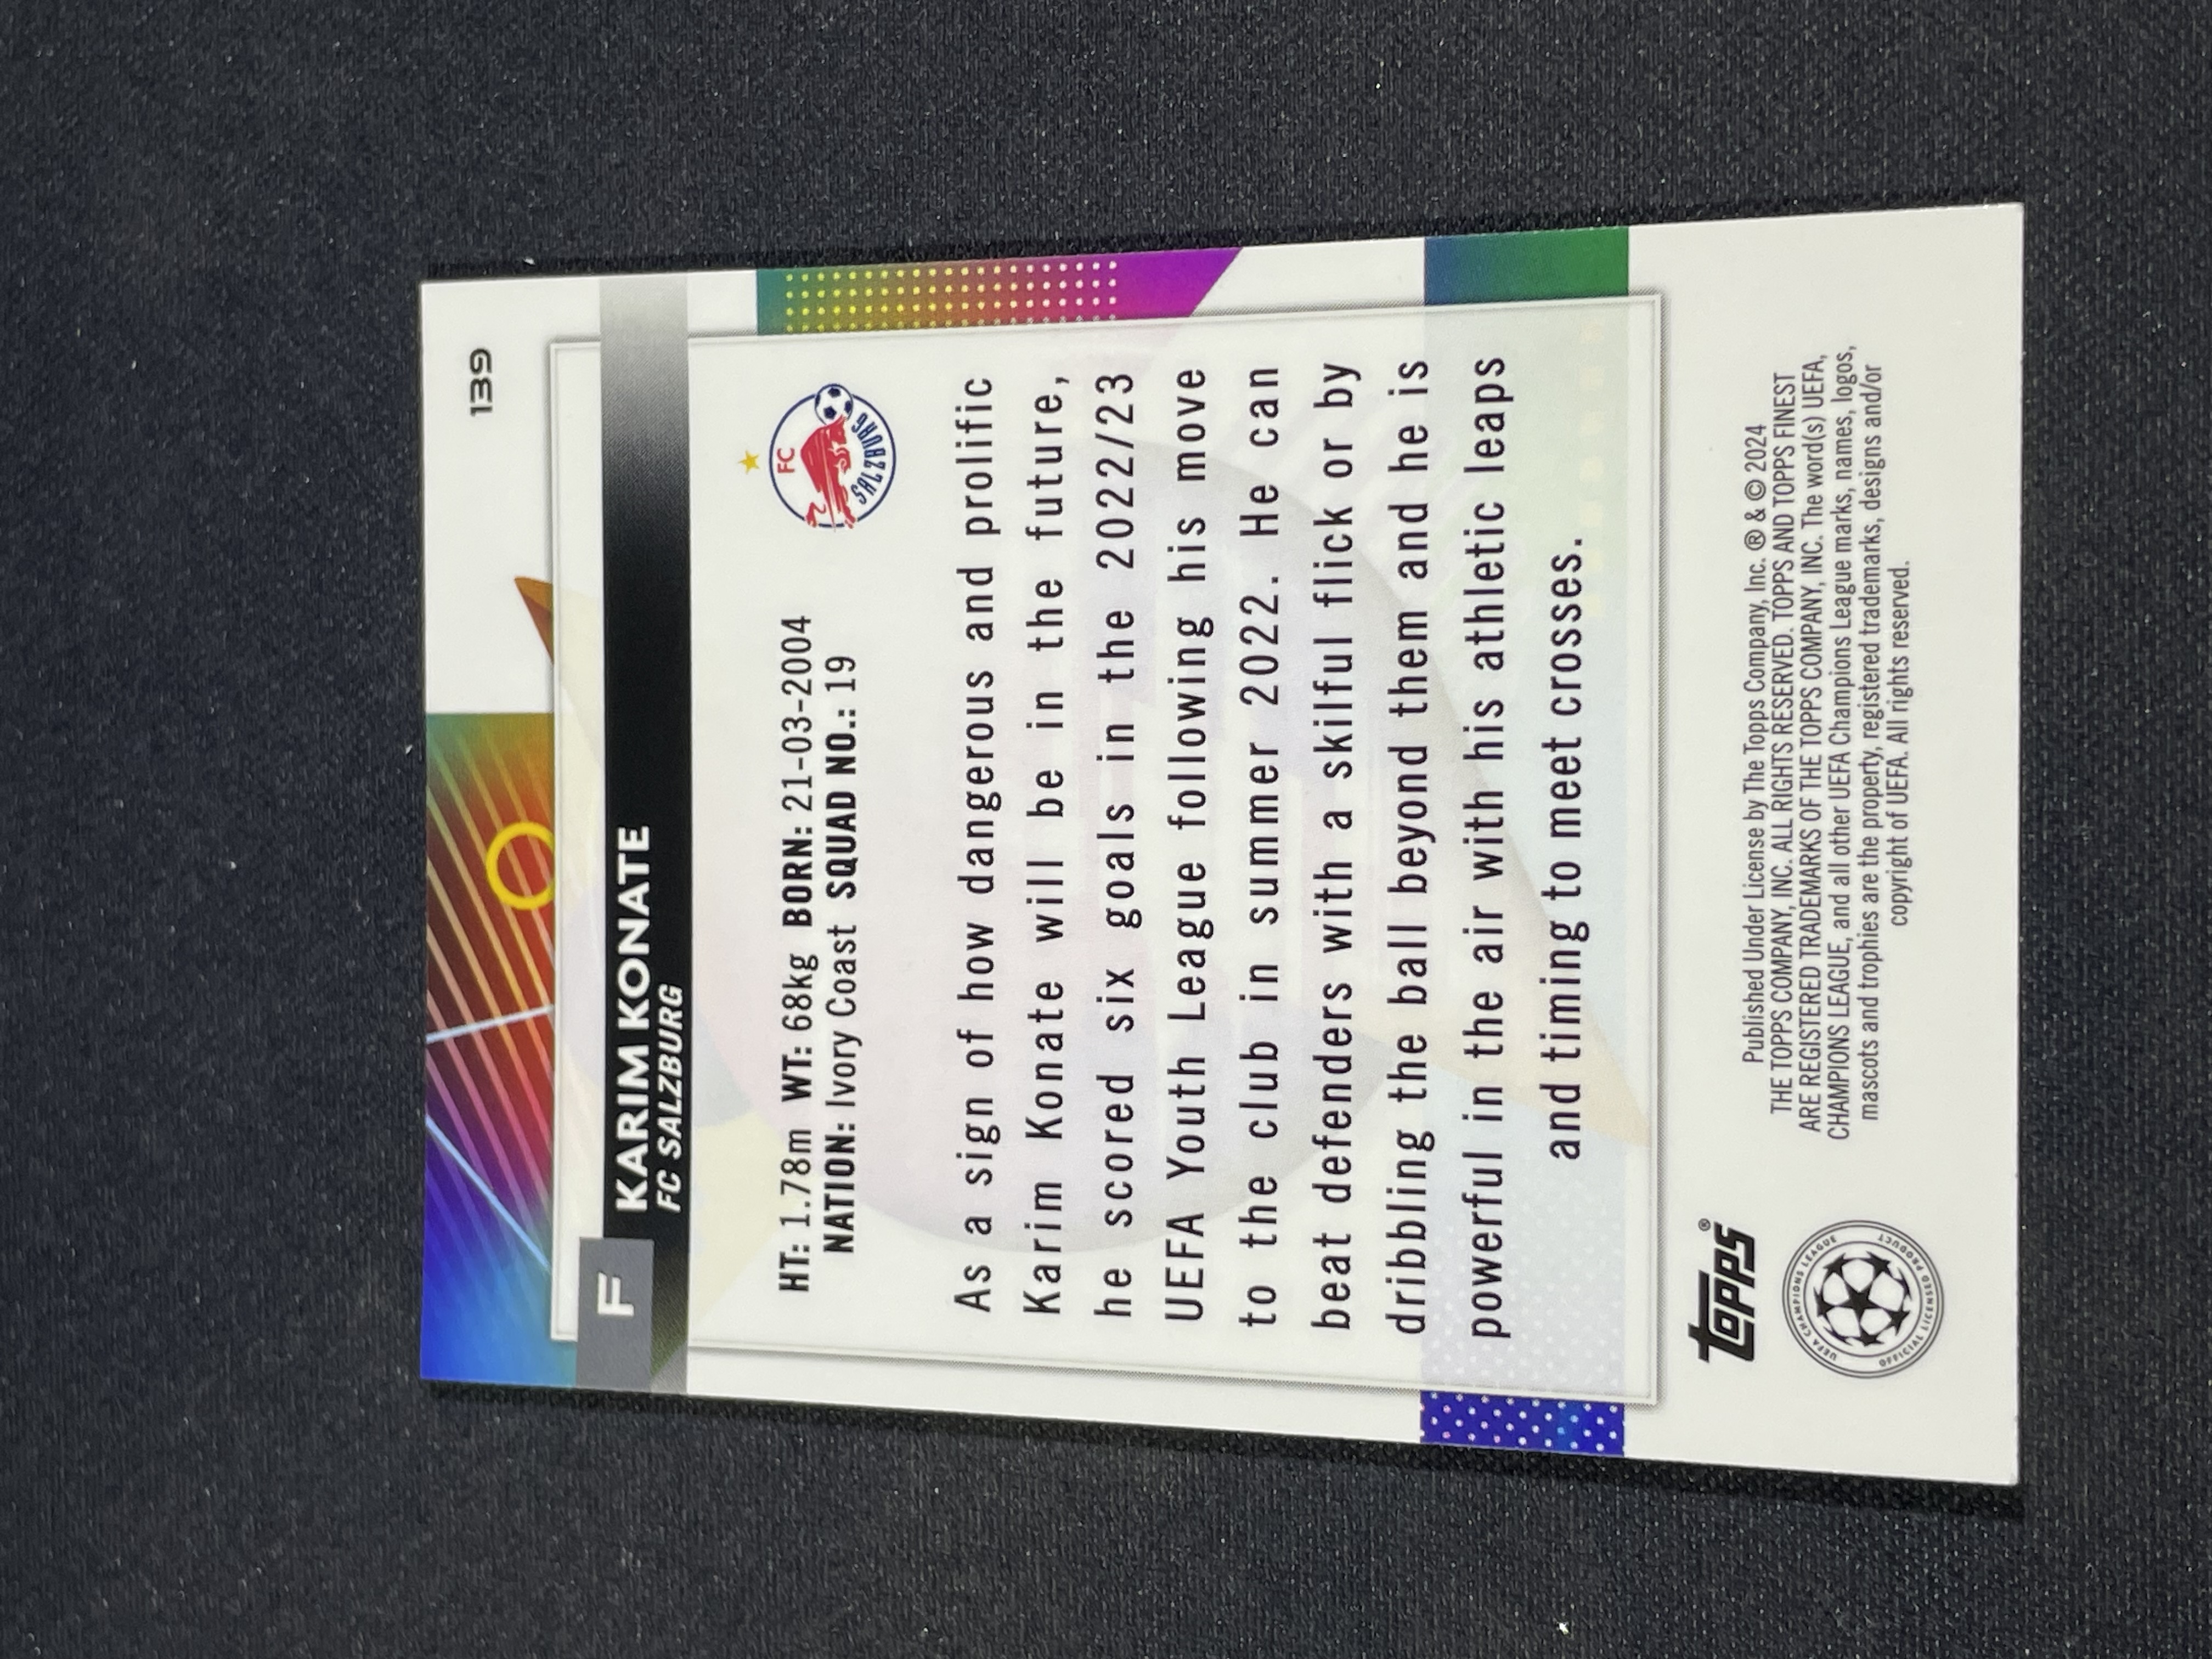 139
F
KARIM KONATE
FC SALZBURG
HT: 1.78m WT: 68kg BORN: 21-03-2004
NATION: Ivory Coast SQUAD NO.: 19
FC
SALZBURG
As a sign of how dangerous and prolific
Karim Konate will be in the future,
he scored six goals in the 2022/23
UEFA Youth League following his move
to the club in summer 2022. He can
beat defenders with a skilful flick or by
dribbling the ball beyond them and he is
powerful in the air with his athletic leaps
and timing to meet crosses.
topps®
UEFA CHAMPIONS LEAGUE
OFFICIAL LICENSED PRODUCT
Published Under License by The Topps Company, Inc. ® & © 2024
THE TOPPS COMPANY, INC. ALL RIGHTS RESERVED. TOPPS AND TOPPS FINEST
ARE REGISTERED TRADEMARKS OF THE TOPPS COMPANY, INC. The word(s) UEFA,
CHAMPIONS LEAGUE, and all other UEFA Champions League marks, names, logos,
mascots and trophies are the property, registered trademarks, designs and/or
copyright of UEFA. All rights reserved.